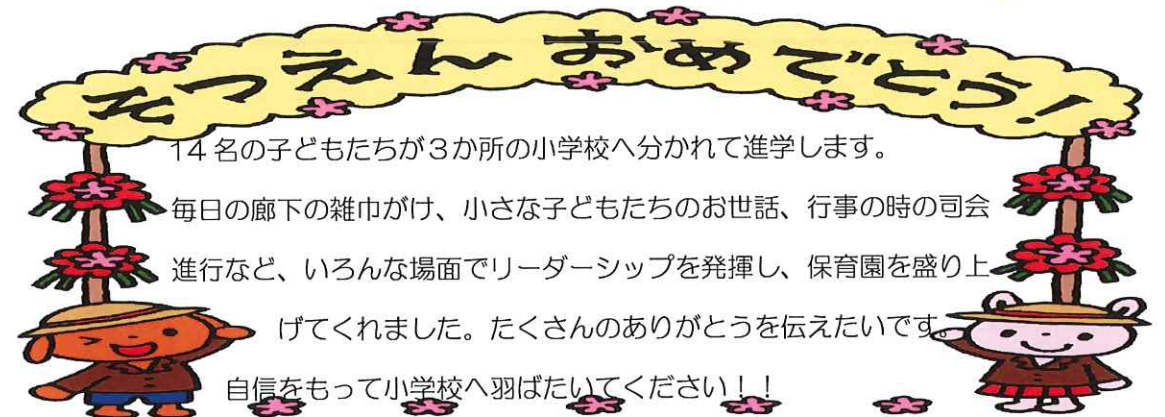 そつえんおめでとう！
14名の子どもたちが３か所の小学校へ分かれて進学します。
毎日の廊下の雑巾がけ、小さな子どもたちのお世話、行事の時の司会
進行など、いろんな場面でリーダーシップを発揮し、保育園を盛り上
げてくれました。たくさんのありがとうを伝えたいです。
自信をもって小学校へ羽ばたいてください！！